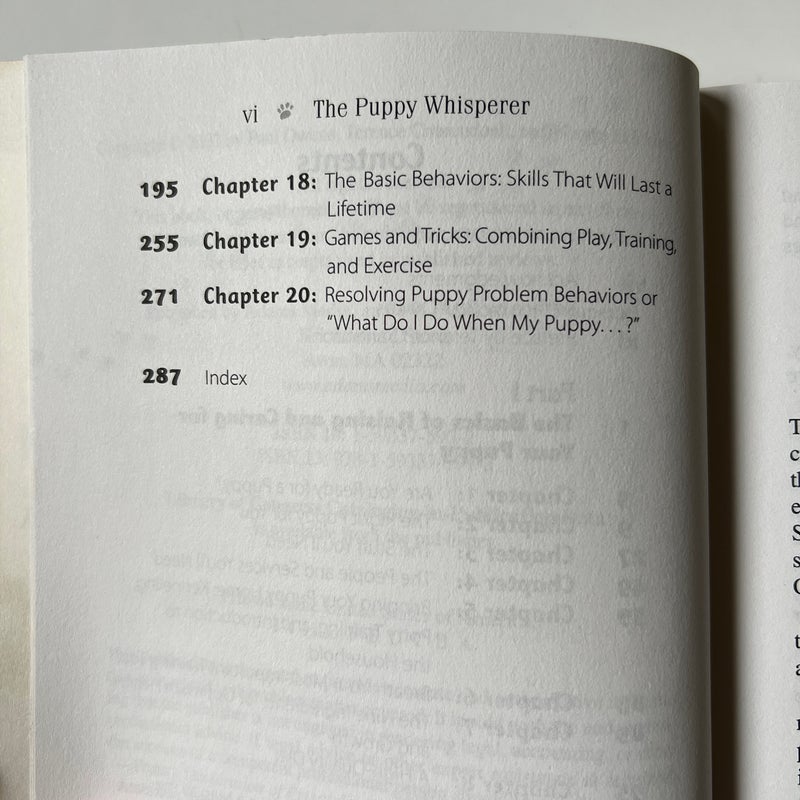 vi The Puppy Whisperer
195 Chapter 18: The Basic Behaviors: Skills That Will Last a
Lifetime
255 Chapter 19: Games and Tricks: Combining Play, Training,
and Exercise
271 Chapter 20: Resolving Puppy Problem Behaviors or
“What Do I Do When My Puppy. . . ?”
287 Index